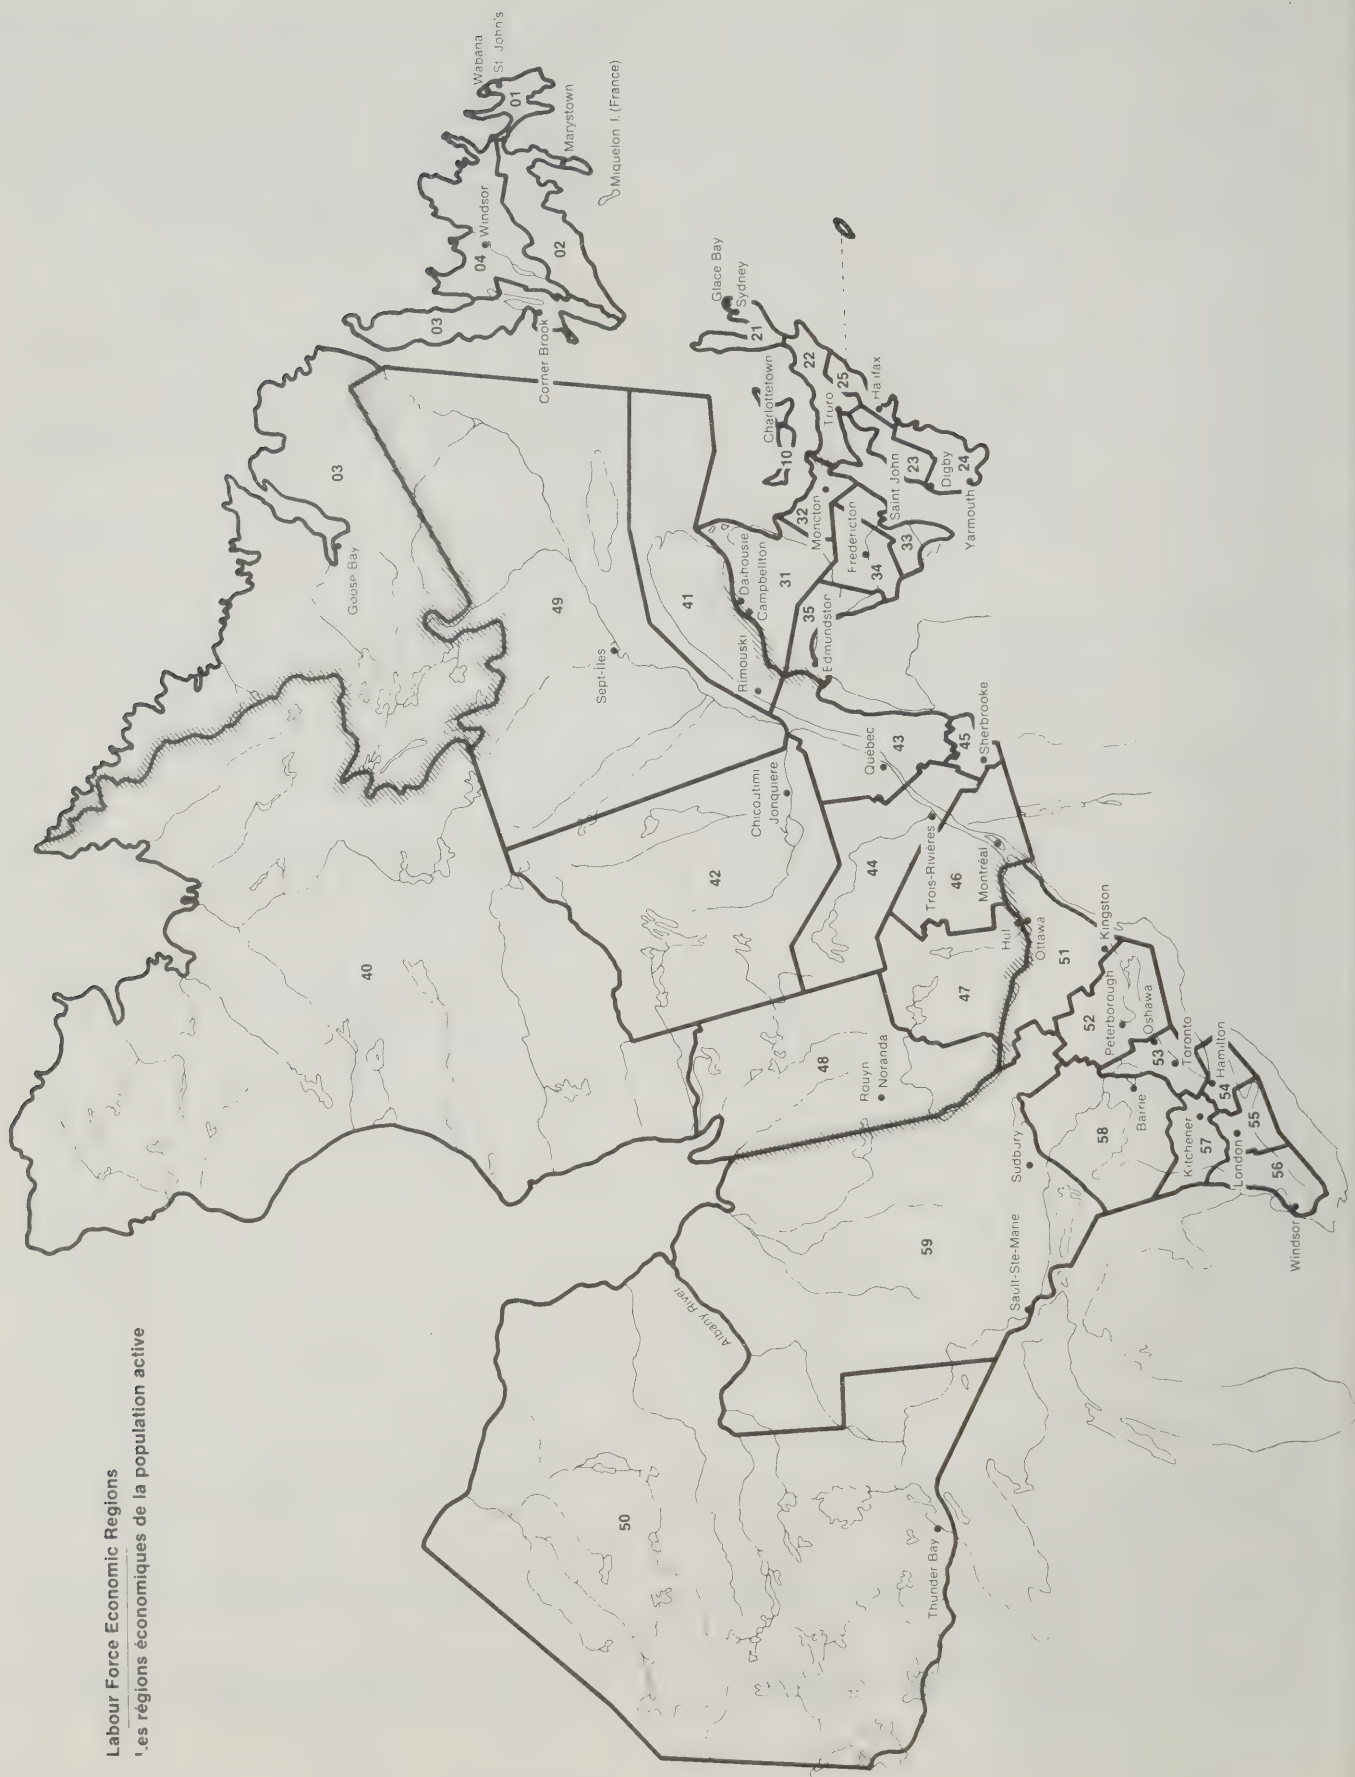 Labour Force Economic Regions
Les régions économiques de la population active
Wabana
St. John's
01
Marystown
Miquelon I. (France)
04
Windsor
02
03
Corner Brook
03
Goose Bay
Glace Bay
Sydney
21
22
25
Halifax
Truro
Charlottetown
10
23
Digby
24
Yarmouth
Saint John
32
Moncton
Fredericton
33
34
31
35
Edmundston
Dalhousie
Campbellton
41
Rimouski
49
Sept-Îles
40
42
Chicoutimi
Jonquière
Québec
43
45
Sherbrooke
44
Trois-Rivières
46
Montréal
Hull
Ottawa
47
48
Rouyn
Noranda
51
Kingston
52
Peterborough
Oshawa
53
Toronto
Hamilton
54
55
56
57
Kitchener
London
Windsor
58
Barrie
Sudbury
59
Sault-Ste-Marie
Albany River
50
Thunder Bay